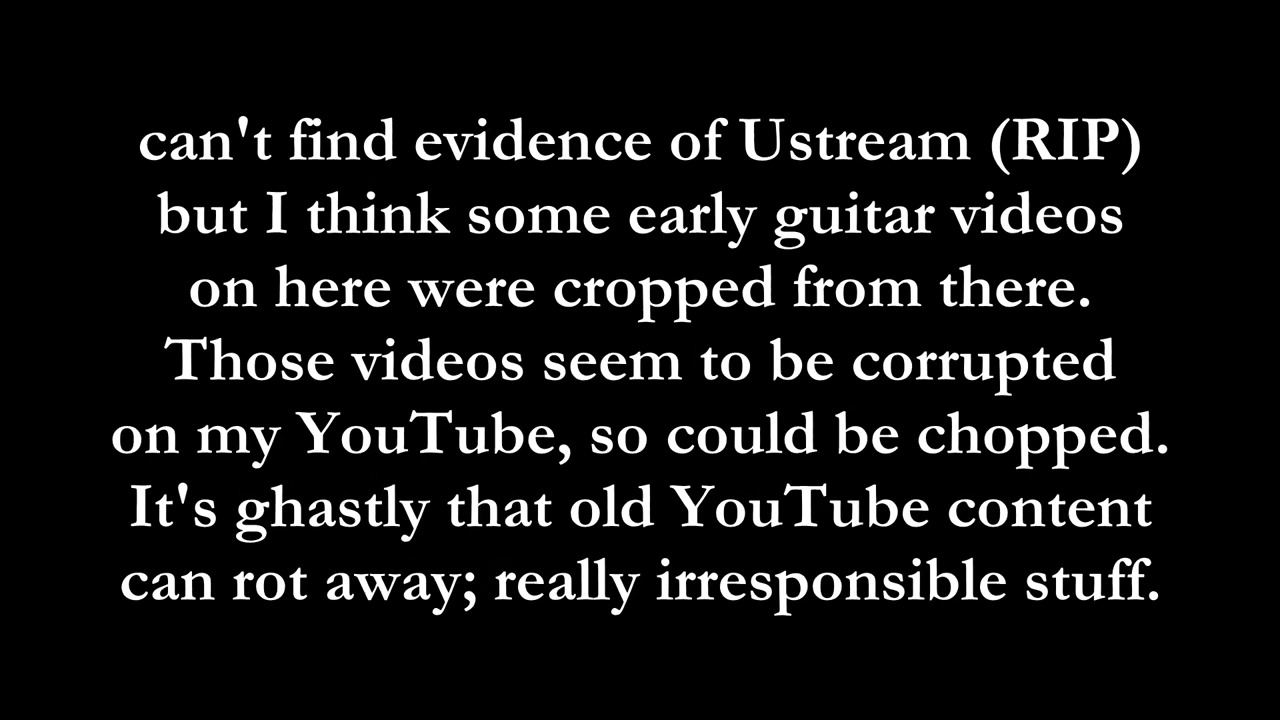 can't find evidence of Ustream (RIP)
but I think some early guitar videos
on here were cropped from there.
Those videos seem to be corrupted
on my YouTube, so could be chopped.
It's ghastly that old YouTube content
can rot away; really irresponsible stuff.